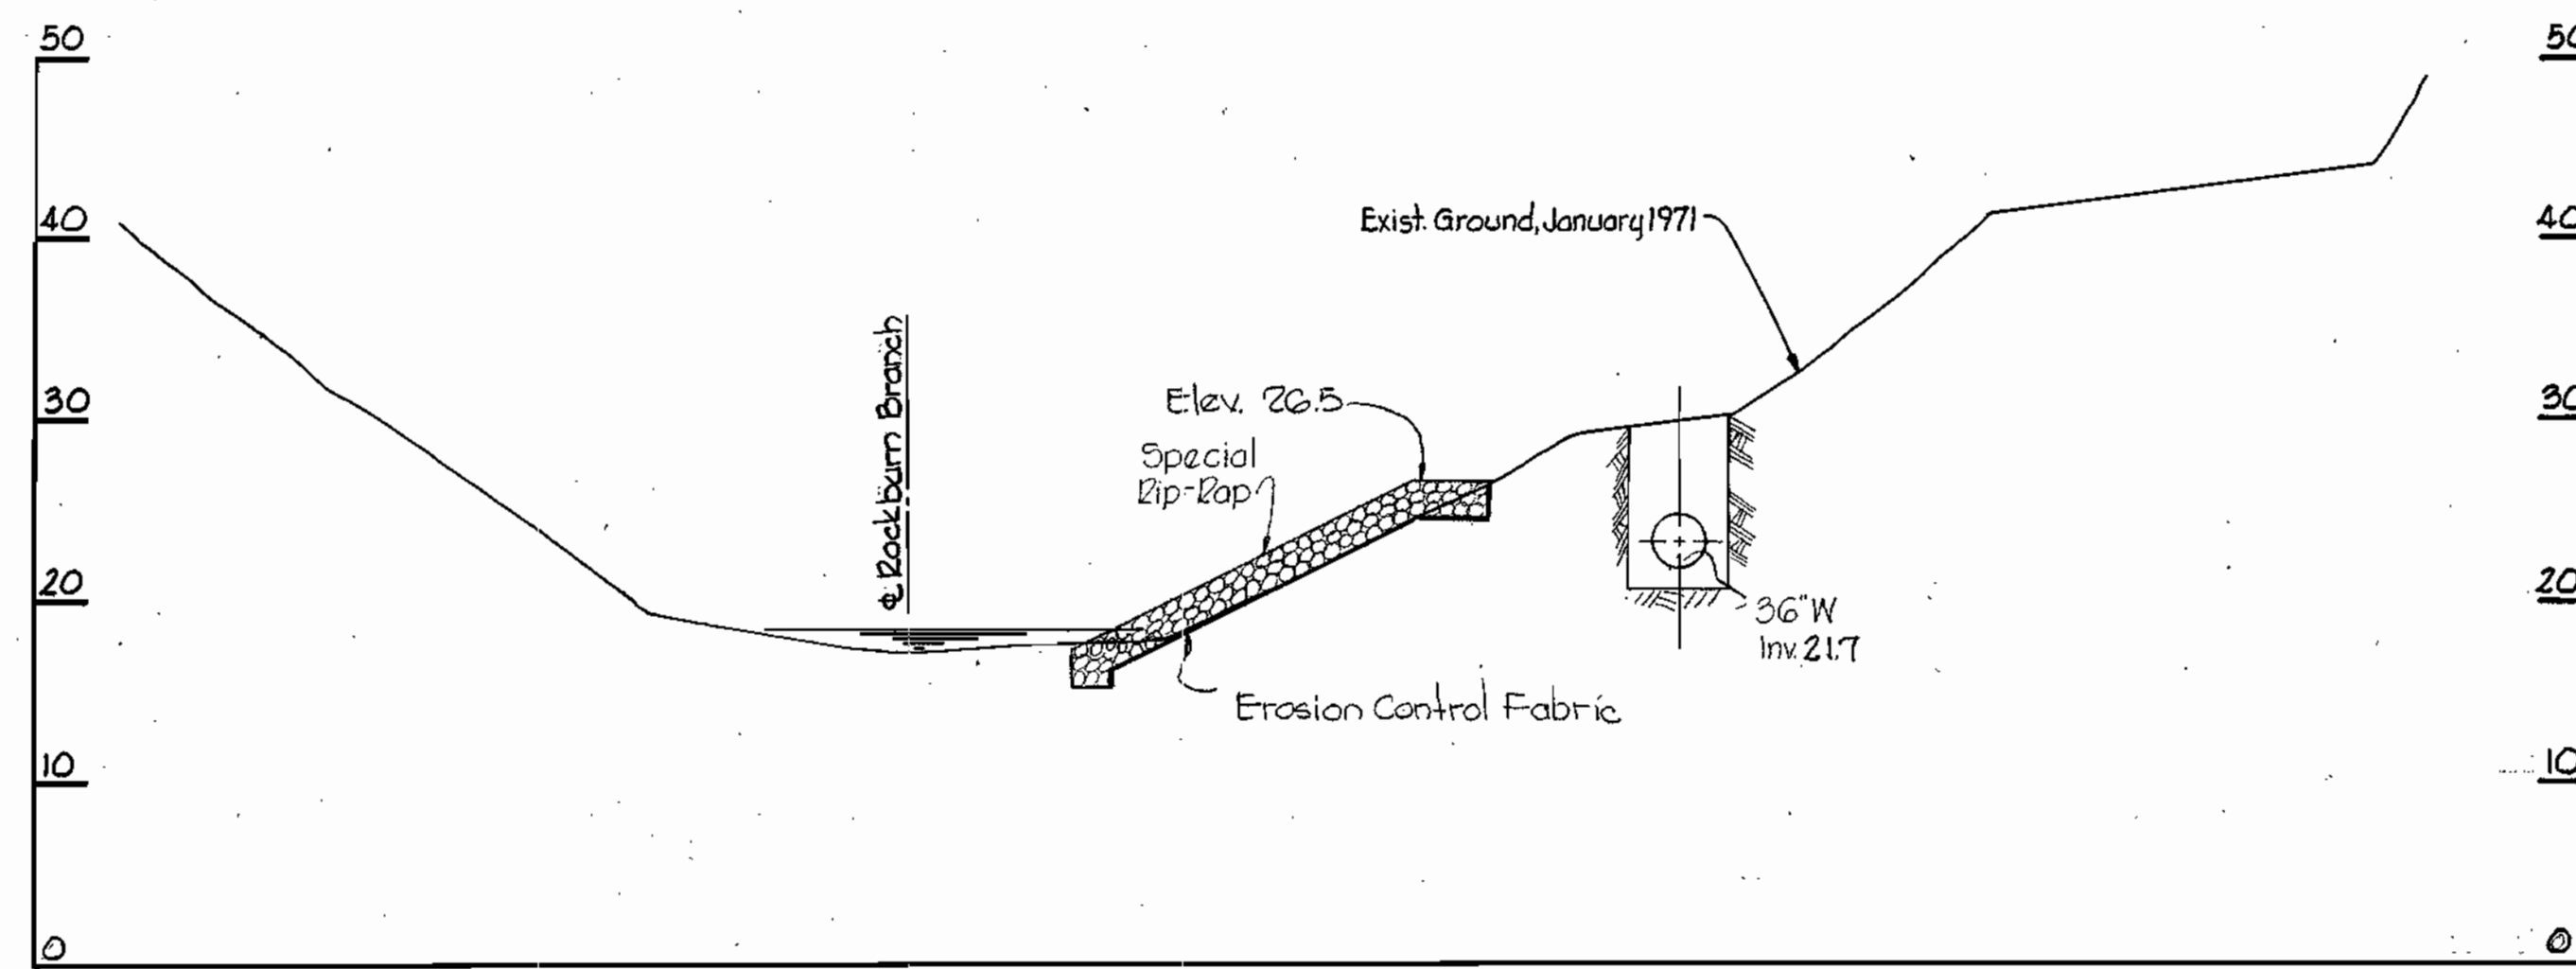 50
40
30
20
10
0
℄ Rockburn Branch
Elev. 26.5
Special
Rip-Rap
Erosion Control Fabric
Exist. Ground, January 1971
36"W
Inv. 21.7
50
40
30
20
10
0